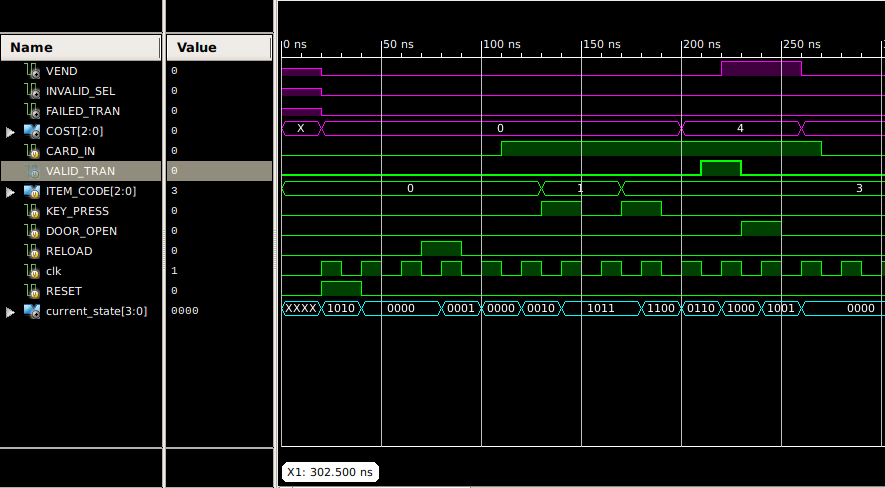 Name Value 0 ns 50 ns 100 ns 150 ns 200 ns 250 ns
VEND 0
INVALID_SEL 0
FAILED_TRAN 0
COST[2:0] 0 X 0 4
CARD_IN 0
VALID_TRAN 0
ITEM_CODE[2:0] 3 0 1 3
KEY_PRESS 0
DOOR_OPEN 0
RELOAD 0
clk 1
RESET 0
current_state[3:0] 0000 XXXX 1010 0000 0001 0000 0010 1011 1100 0110 1000 1001 0000
X1: 302.500 ns